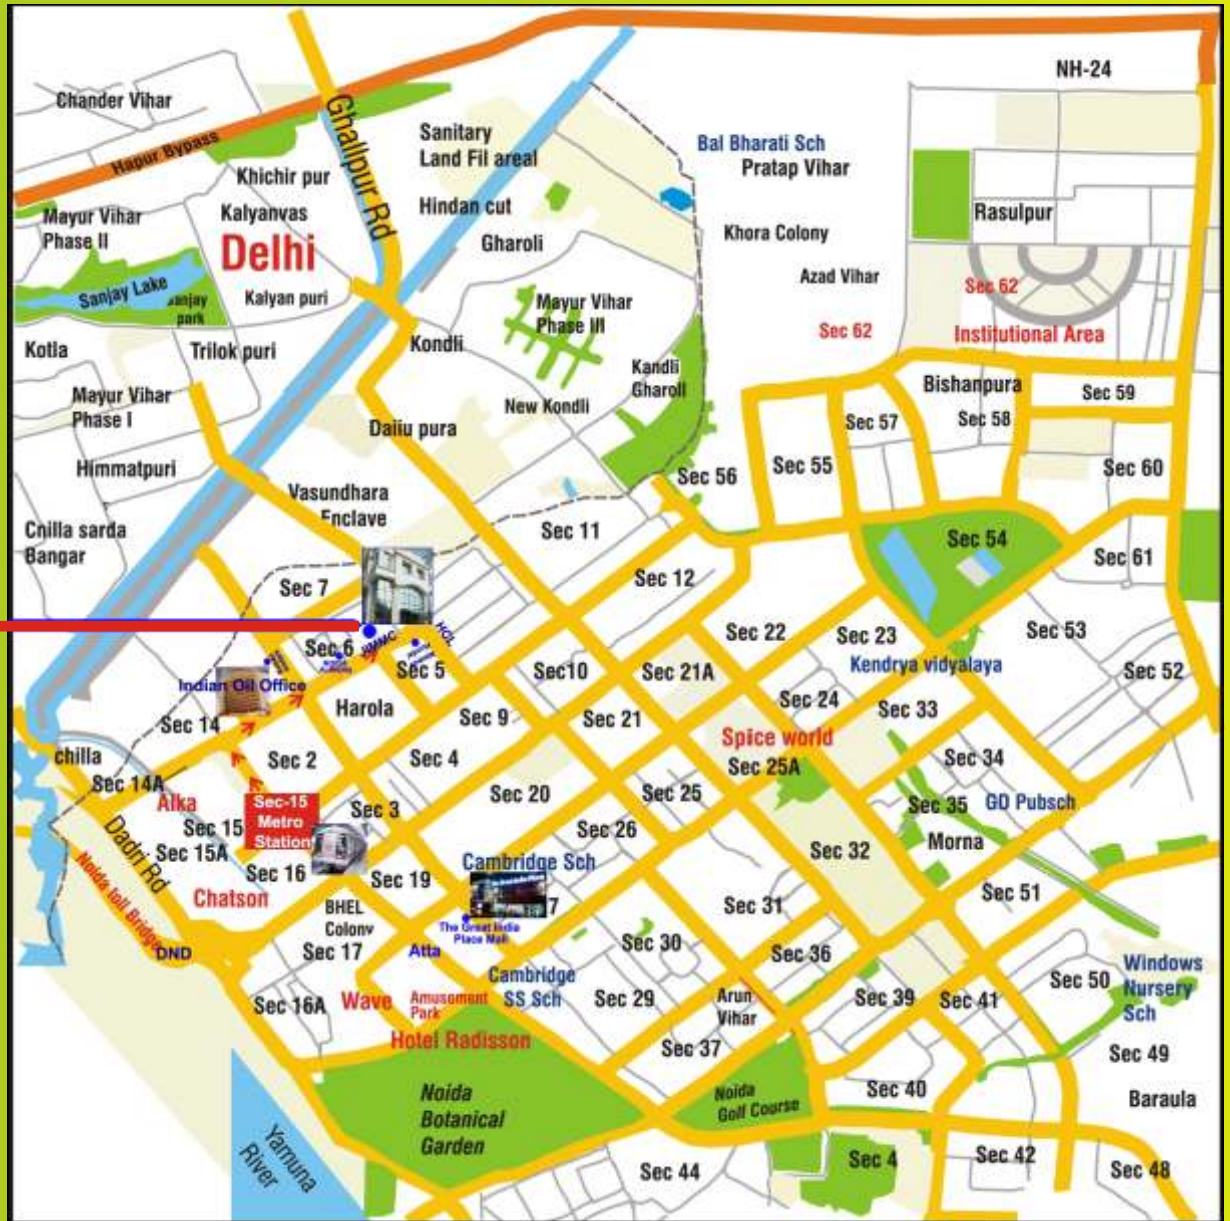 NH-24
Chander Vihar
Ghallpur Rd
Sanitary
Land Fil areal
Bal Bharati Sch
Pratap Vihar
Hapur Bypass
Khichir pur
Mayur Vihar
Phase II
Kalyanvas
Hindan cut
Rasulpur
Delhi
Gharoli
Khora Colony
Azad Vihar
Sec 62
Sanjay Lake
Sanjay
park
Kalyan puri
Mayur Vihar
Phase III
Sec 62
Institutional Area
Kotla
Trilok puri
Kondli
Kandli
Gharoll
Bishanpura
Sec 59
Mayur Vihar
Phase I
New Kondli
Sec 57
Sec 58
Daiiu pura
Himmatpuri
Sec 56
Sec 55
Sec 60
Vasundhara
Enclave
Cnilla sarda
Bangar
Sec 11
Sec 54
Sec 61
Sec 7
Sec 12
Sec 6
HCL
Sec 22
Sec 23
Sec 53
Sec 5
Sec10
Sec 21A
Kendrya vidyalaya
Sec 52
Indian Oil Office
Harola
Sec 24
Sec 33
Sec 14
Sec 9
Sec 21
Spice world
chilla
Sec 2
Sec 4
Sec 25A
Sec 34
Sec 14A
Alka
Sec-15
Metro
Station
Sec 3
Sec 20
Sec 25
Sec 35
GD Pubsch
Dadri Rd
Sec 15
Sec 26
Morna
Sec 15A
Sec 16
Sec 19
Cambridge Sch
Sec 32
Noida toll Bridge
Chatson
BHEL
Colony
7
Sec 31
Sec 51
The Great India
Place Mall
DND
Sec 17
Atta
Sec 30
Sec 36
Cambridge
SS Sch
Sec 50
Windows
Nursery
Sch
Sec 16A
Wave
Amusoment
Park
Sec 29
Arun
Vihar
Sec 39
Sec 41
Hotel Radisson
Sec 37
Sec 49
Noida
Botanical
Garden
Noida
Golf Course
Sec 40
Baraula
Yamuna
River
Sec 44
Sec 4
Sec 42
Sec 48